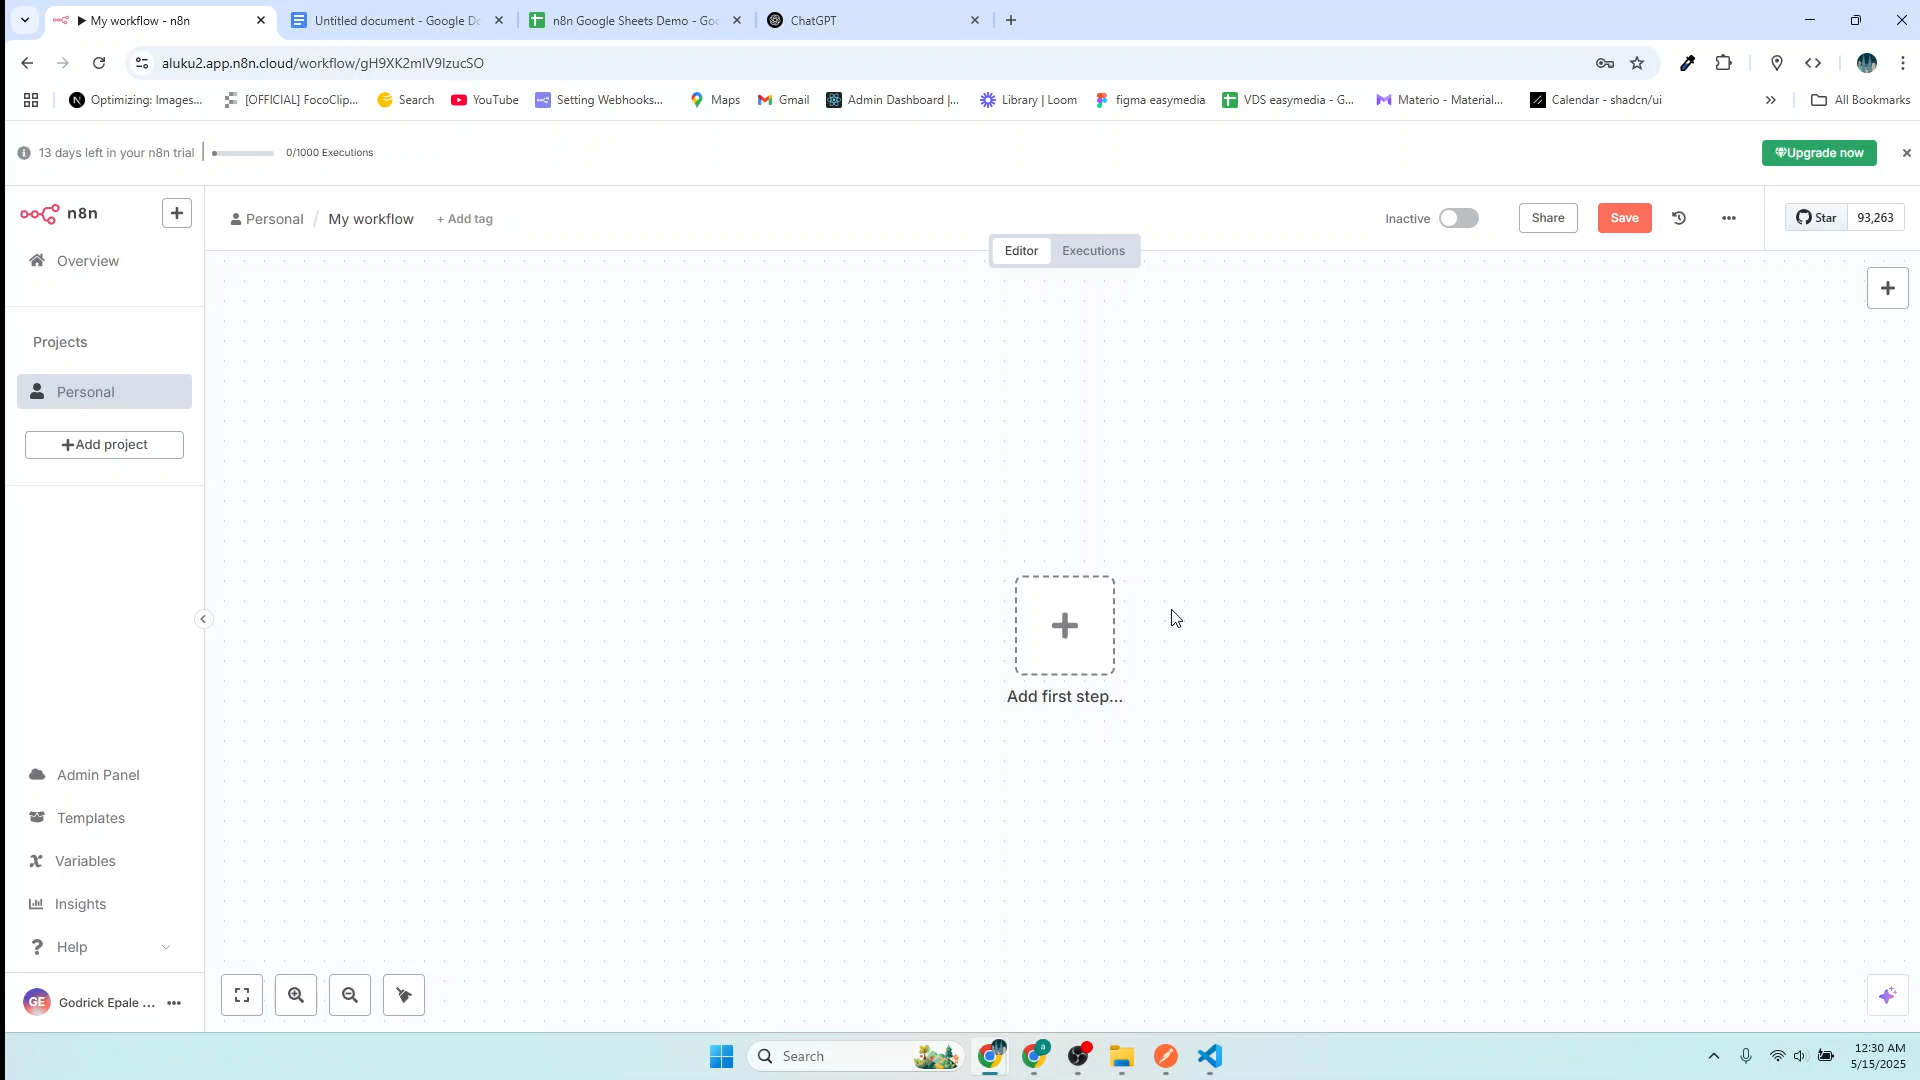 My workflow - n8n
Untitled document - Google Do
n8n Google Sheets Demo - Goo
ChatGPT
aluku2.app.n8n.cloud/workflow/gH9XK2mIV9IzucSO
Optimizing: Images...
[OFFICIAL] FocoClip...
Search
YouTube
Setting Webhooks...
Maps
Gmail
Admin Dashboard |...
Library | Loom
figma easymedia
VDS easymedia - G...
Materio - Material...
Calendar - shadcn/ui
All Bookmarks
13 days left in your n8n trial
0/1000 Executions
Upgrade now
n8n
Personal / My workflow
+ Add tag
Inactive
Share
Save
Star
93,263
Editor
Executions
Overview
Projects
Personal
Add project
Add first step...
Admin Panel
Templates
Variables
Insights
Help
GE
Godrick Epale ...
Search
12:30 AM
5/15/2025